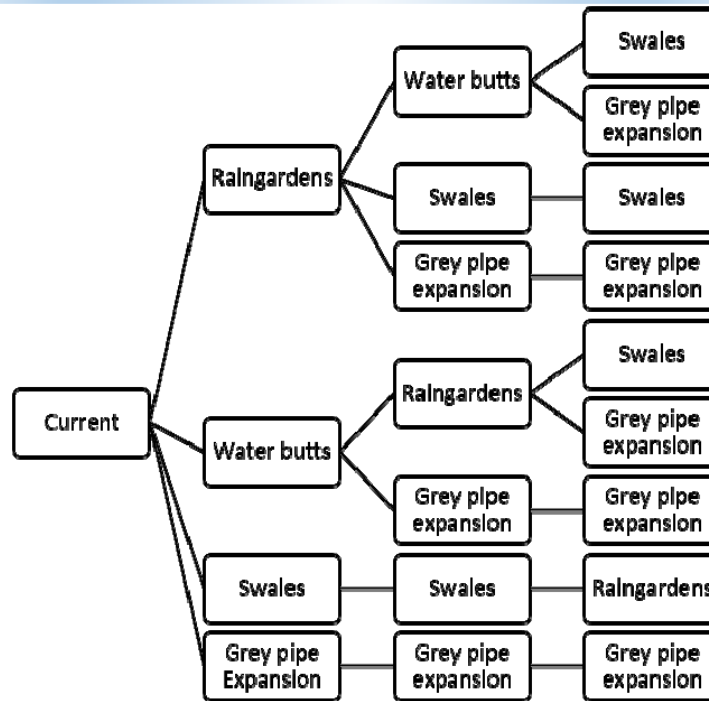 Swales
Water butts
Grey pipe
expansion
Raingardens
Swales
Swales
Grey pipe
expansion
Grey pipe
expansion
Swales
Raingardens
Grey pipe
expansion
Current
Water butts
Grey pipe
expansion
Grey pipe
expansion
Swales
Swales
Raingardens
Grey pipe
Expansion
Grey pipe
expansion
Grey pipe
expansion